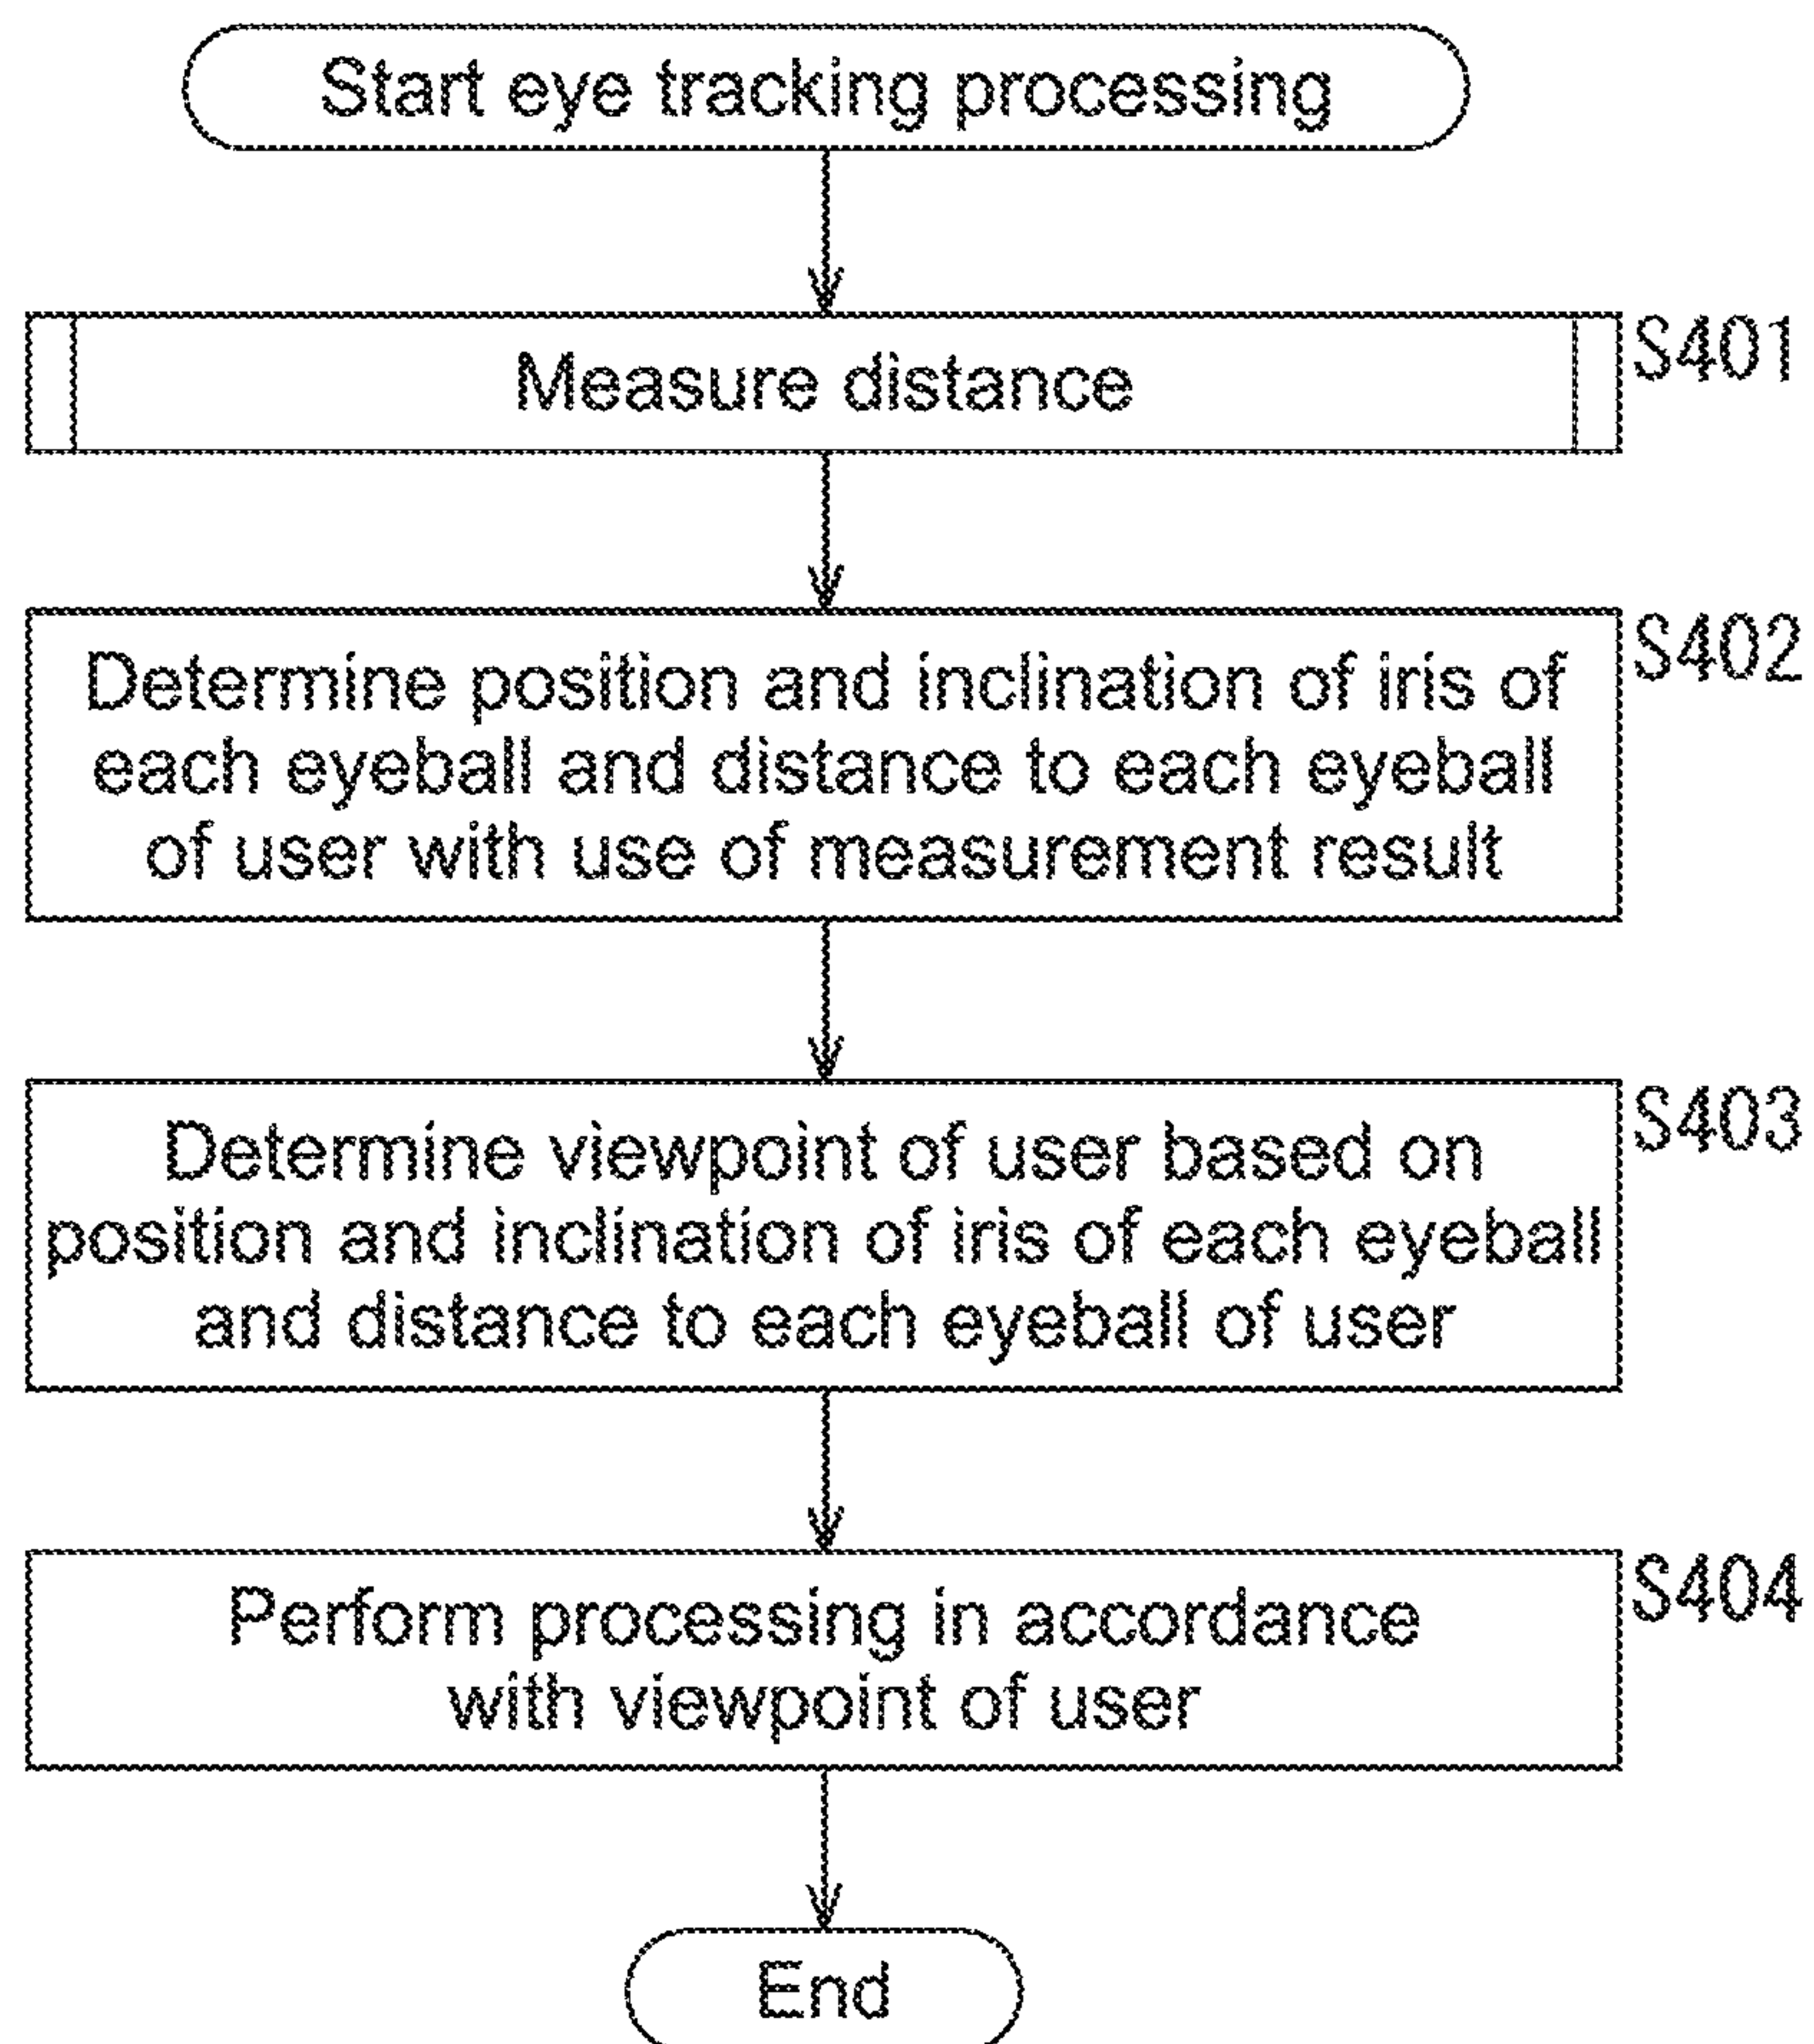 Start eye tracking processing
Measure distance
S401
Determine position and inclination of iris of
each eyeball and distance to each eyeball
of user with use of measurement result
S402
Determine viewpoint of user based on
position and inclination of iris of each eyeball
and distance to each eyeball of user
S403
Perform processing in accordance
with viewpoint of user
S404
End